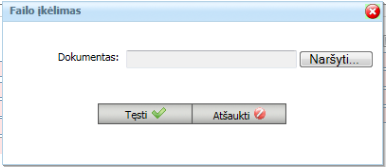 Failo įkėlimas
Dokumentas: Naršyti...
Tęsti Atšaukti